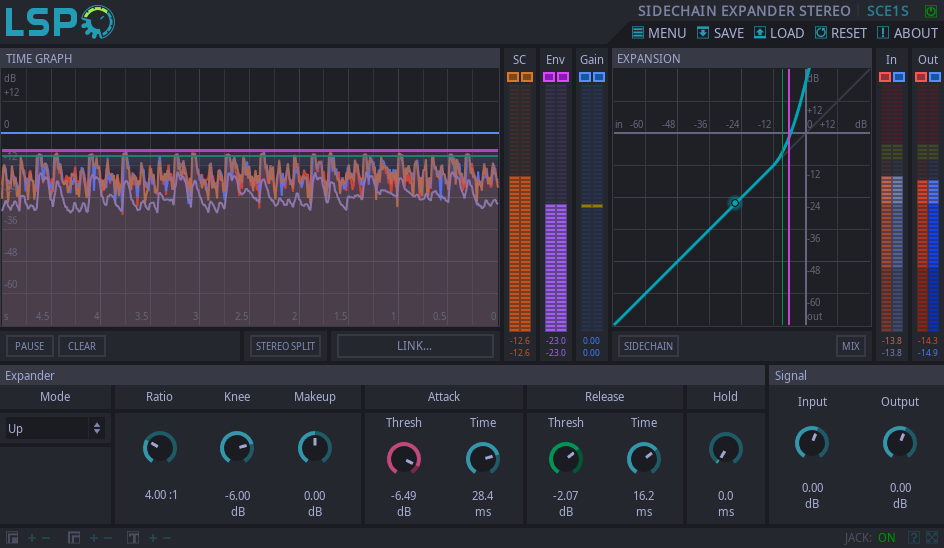 LSP
SIDECHAIN EXPANDER STEREO SCE1S
MENU SAVE LOAD RESET ABOUT
TIME GRAPH SC Env Gain EXPANSION In Out
dB
+12
0
-12
-36
-48
-60
s 4.5 4 3.5 3 2.5 2 1.5 1 0.5 0
dB
+12
in -60 -48 -36 -24 -12 0 +12 dB
-12
-24
-36
-48
-60
out
PAUSE CLEAR STEREO SPLIT LINK... SIDECHAIN MIX
-12.6 -23.0 0.00 -13.8 -14.3
-12.6 -23.0 0.00 -13.8 -14.9
Expander Signal
Mode Ratio Knee Makeup Attack Release Hold
Input Output
Thresh Time Thresh Time
Up
4.00 :1 -6.00 dB 0.00 dB -6.49 dB 28.4 ms -2.07 dB 16.2 ms 0.0 ms
0.00 dB 0.00 dB
JACK: ON